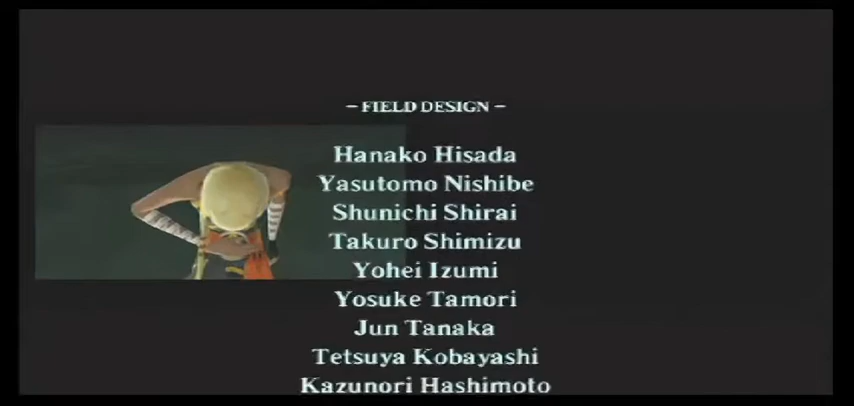 – FIELD DESIGN –
Hanako Hisada
Yasutomo Nishibe
Shunichi Shirai
Takuro Shimizu
Yohei Izumi
Yosuke Tamori
Jun Tanaka
Tetsuya Kobayashi
Kazunori Hashimoto